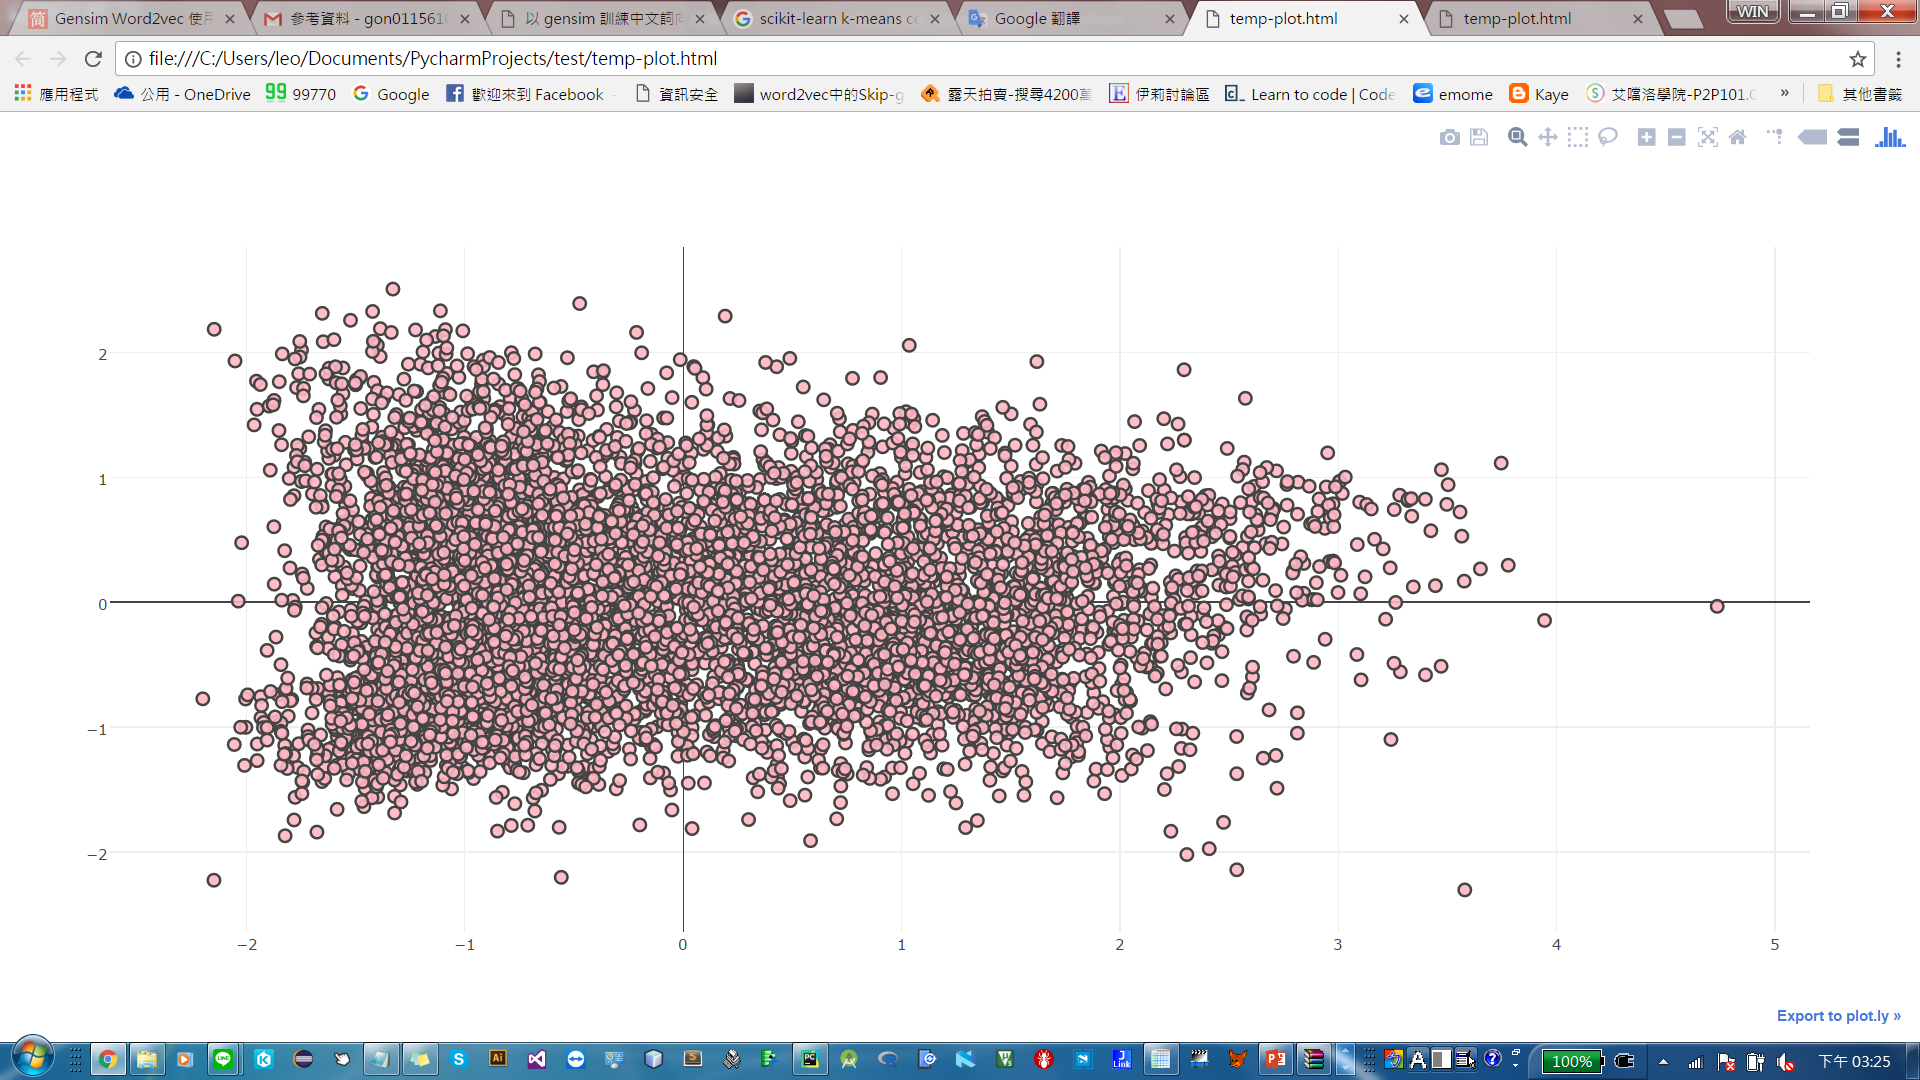 Gensim Word2vec 使用
參考資料 - gon011561
以 gensim 訓練中文詞
scikit-learn k-means ce
Google 翻譯
temp-plot.html
temp-plot.html
WIN
file:///C:/Users/leo/Documents/PycharmProjects/test/temp-plot.html
應用程式
公用 - OneDrive
99770
Google
歡迎來到 Facebook
資訊安全
word2vec中的Skip-g
露天拍賣-搜尋4200萬
伊莉討論區
Learn to code | Code
emome
Kaye
艾噹洛學院-P2P101.C
»
其他書籤
2
1
0
−1
−2
−2 −1 0 1 2 3 4 5
Export to plot.ly »
100%
下午 03:25